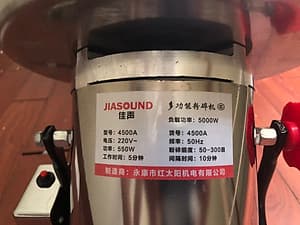 JIASOUND
佳声
多功能粉碎机
负载功率：5000W
型号：4500A
货号：4500A
电压：220V~
频率：50Hz
功率：550W
粉碎细度：50-300目
工作时间：5分钟
间隔时间：10分钟
制造商：永康市红太阳机电有限公司